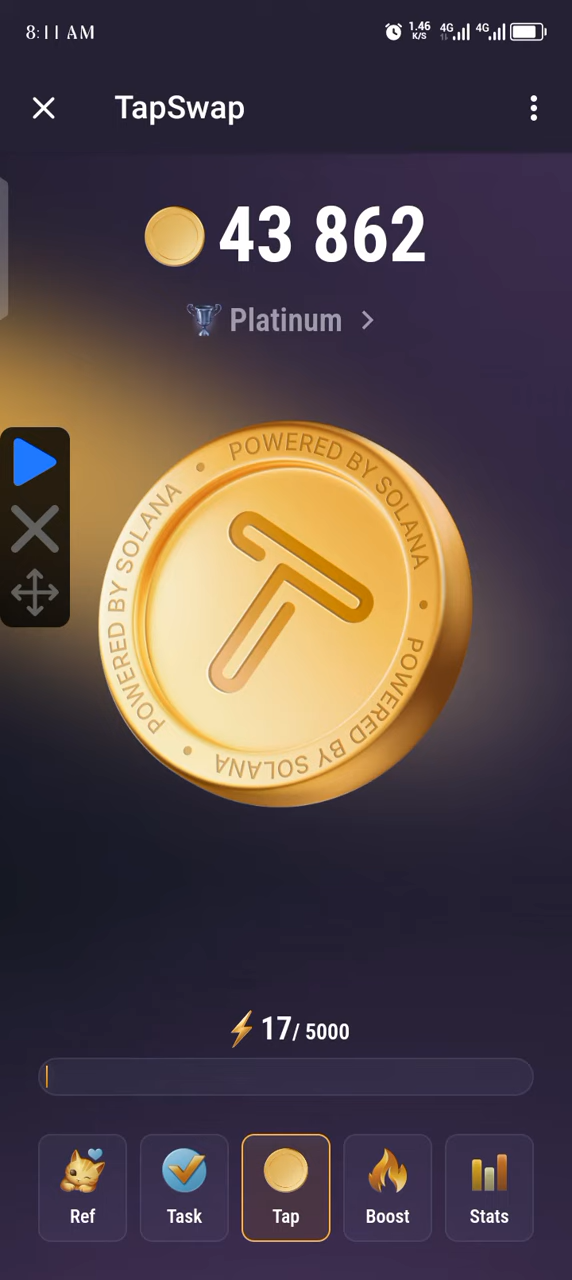 8:11 AM
1.46
K/S
4G
4G
TapSwap
43 862
Platinum
POWERED BY SOLANA • POWERED BY SOLANA • POWERED BY SOLANA •
T
17/ 5000
Ref
Task
Tap
Boost
Stats